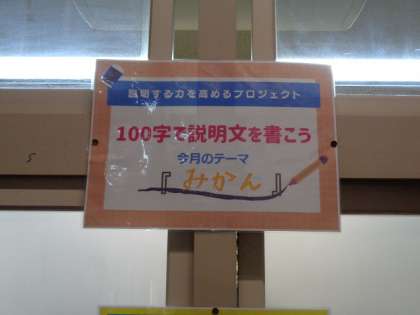 説明する力を高めるプロジェクト
100字で説明文を書こう
今月のテーマ
「みかん」